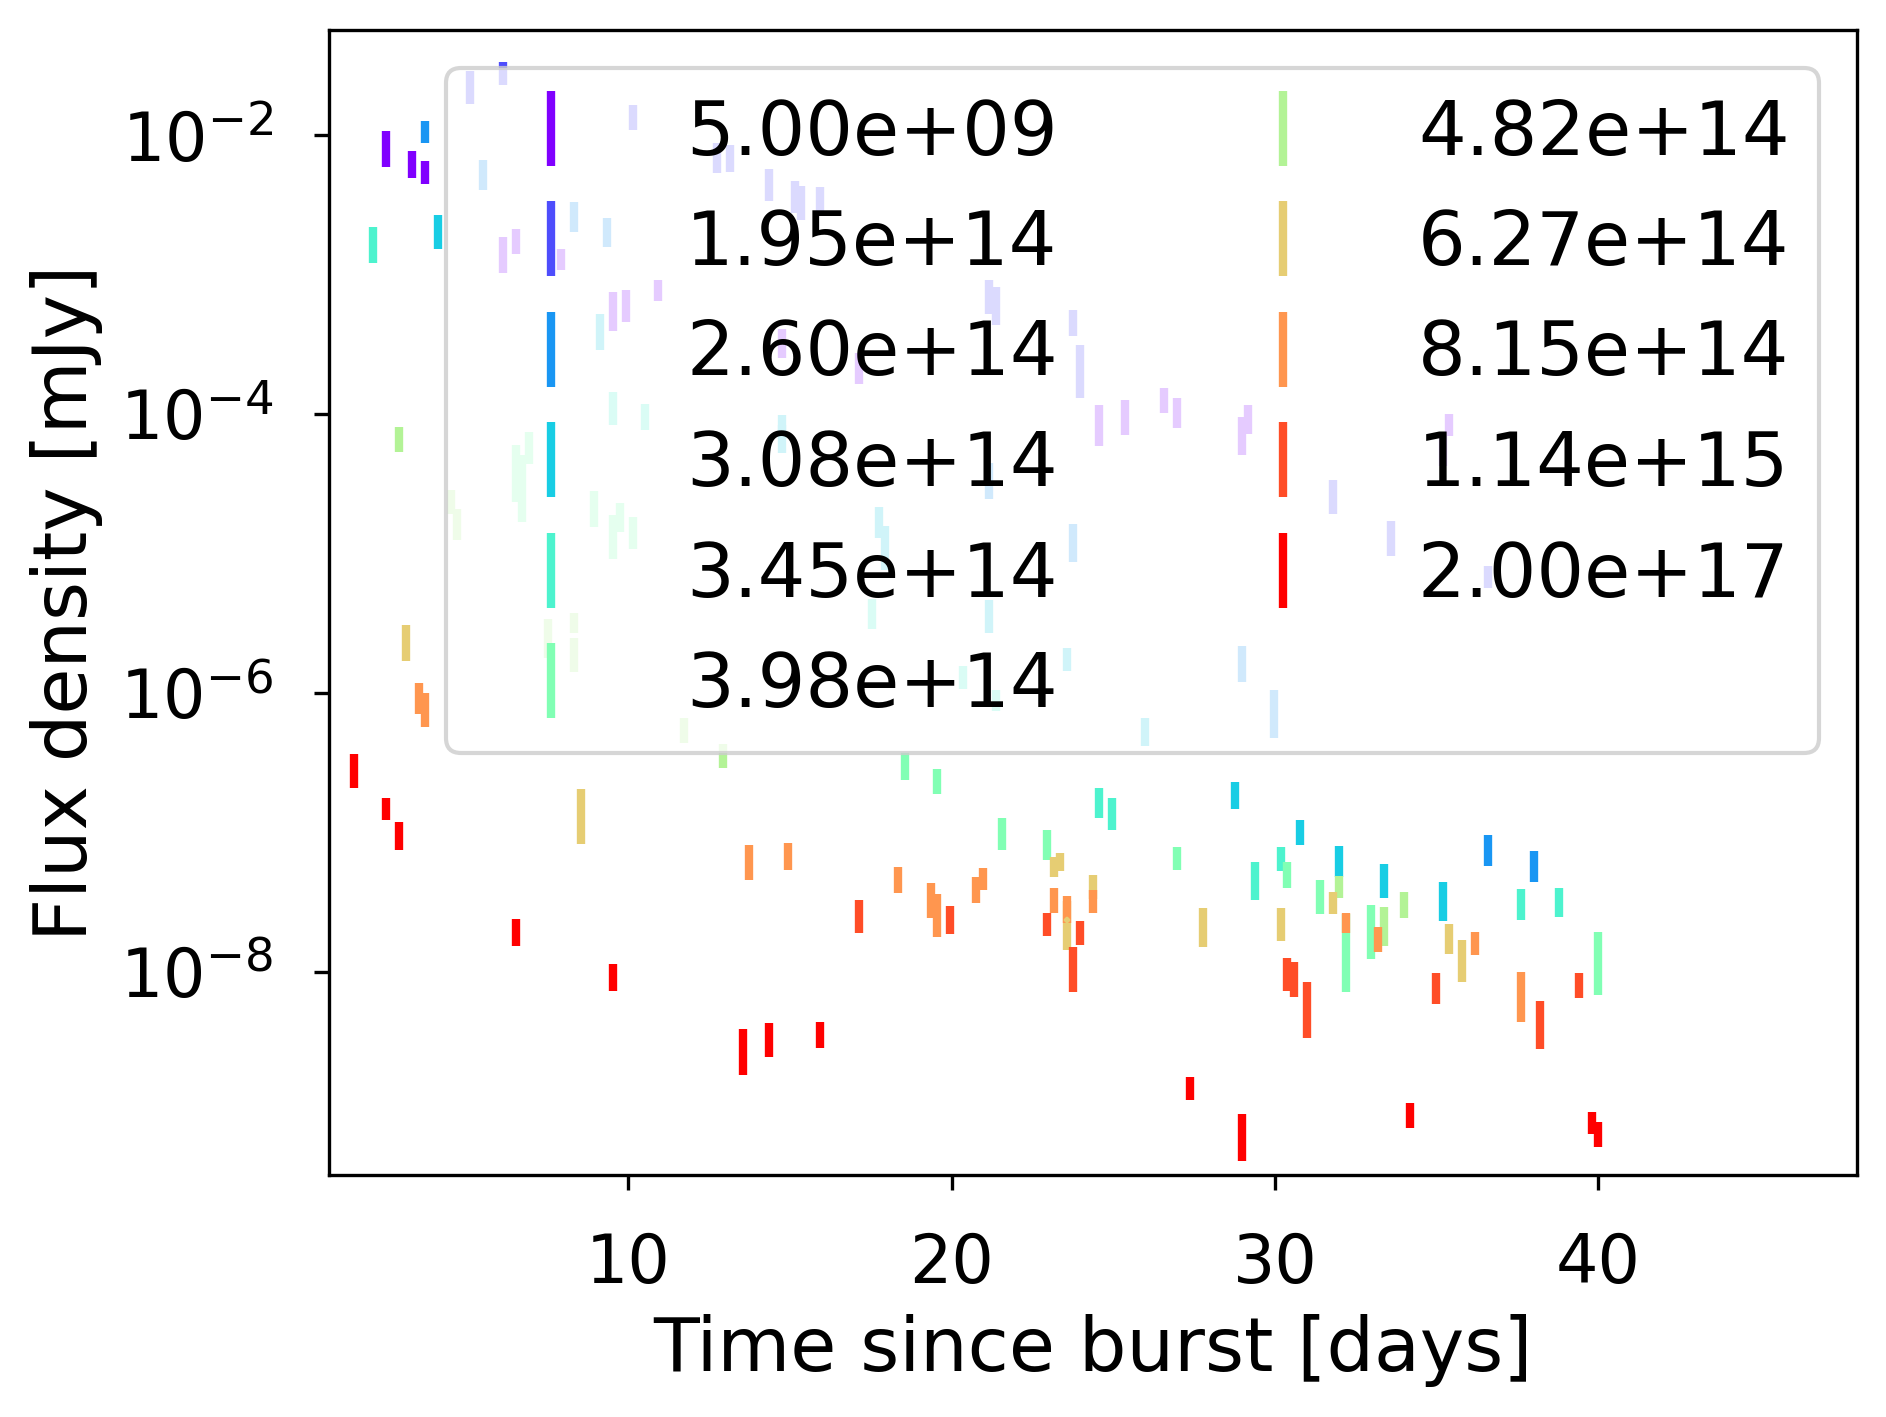 Flux density [mJy]
10⁻²
10⁻⁴
10⁻⁶
10⁻⁸
5.00e+09
1.95e+14
2.60e+14
3.08e+14
3.45e+14
3.98e+14
4.82e+14
6.27e+14
8.15e+14
1.14e+15
2.00e+17
10 20 30 40
Time since burst [days]